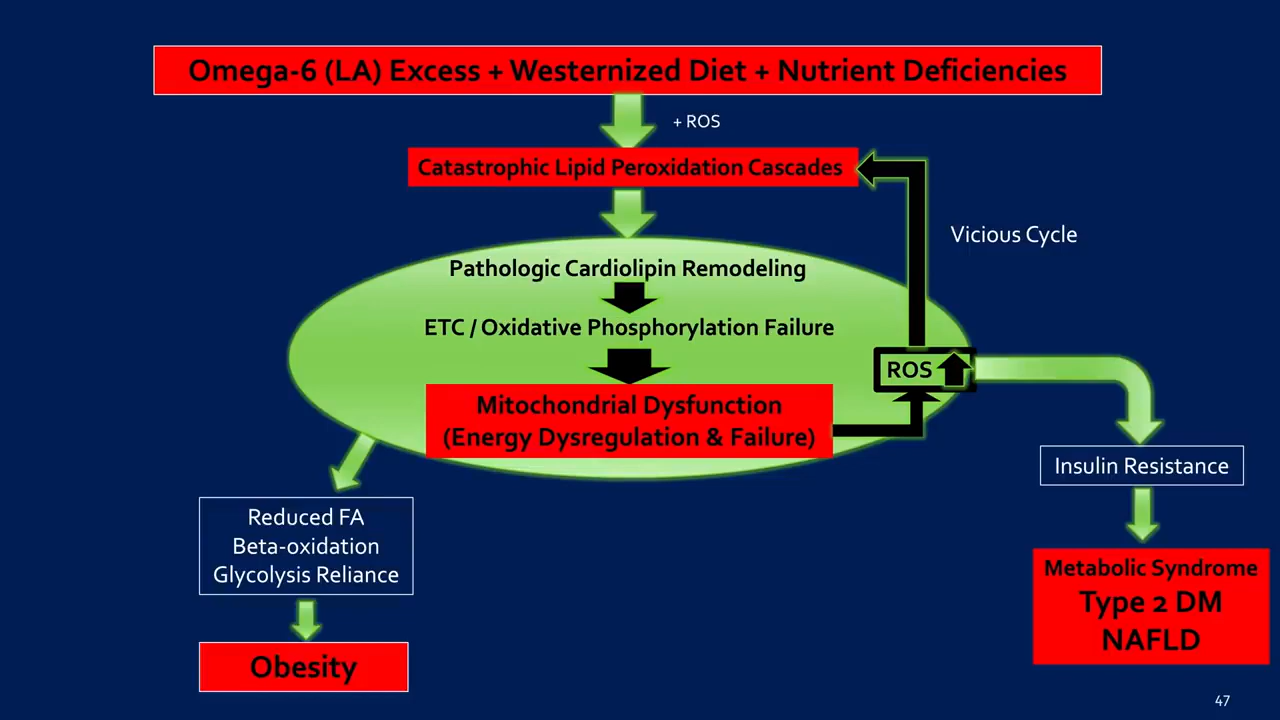 Omega-6 (LA) Excess + Westernized Diet + Nutrient Deficiencies
+ ROS
Catastrophic Lipid Peroxidation Cascades
Vicious Cycle
Pathologic Cardiolipin Remodeling
ETC / Oxidative Phosphorylation Failure
ROS
Mitochondrial Dysfunction
(Energy Dysregulation & Failure)
Insulin Resistance
Reduced FA
Beta-oxidation
Glycolysis Reliance
Metabolic Syndrome
Type 2 DM
NAFLD
Obesity
47